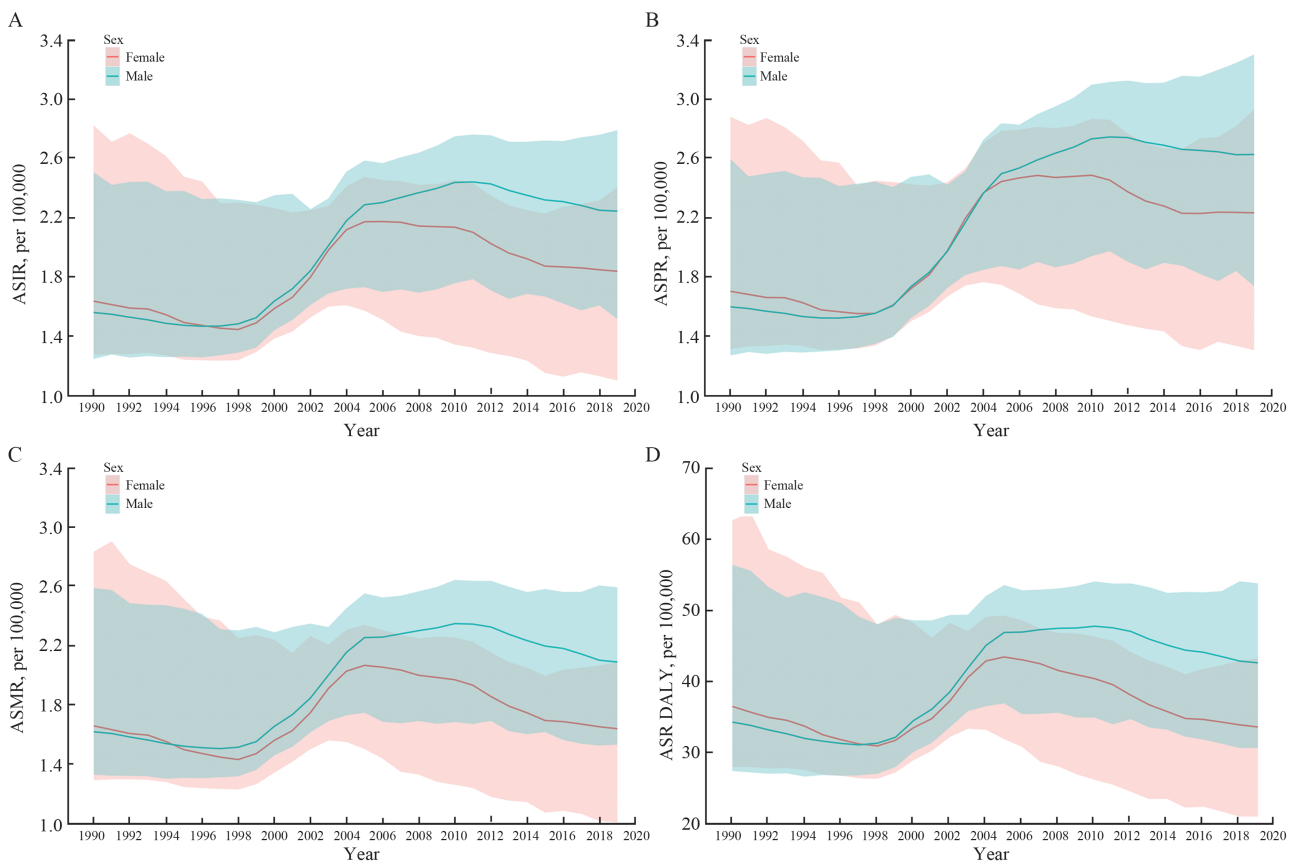 A
3.4
3.0
2.6
2.2
1.8
1.4
1.0
ASIR, per 100,000
Sex
Female
Male
1990 1992 1994 1996 1998 2000 2002 2004 2006 2008 2010 2012 2014 2016 2018 2020
Year
B
3.4
3.0
2.6
2.2
1.8
1.4
1.0
ASPR, per 100,000
Sex
Female
Male
1990 1992 1994 1996 1998 2000 2002 2004 2006 2008 2010 2012 2014 2016 2018 2020
Year
C
3.4
3.0
2.6
2.2
1.8
1.4
1.0
ASMR, per 100,000
Sex
Female
Male
1990 1992 1994 1996 1998 2000 2002 2004 2006 2008 2010 2012 2014 2016 2018 2020
Year
D
70
60
50
40
30
20
ASR DALY, per 100,000
Sex
Female
Male
1990 1992 1994 1996 1998 2000 2002 2004 2006 2008 2010 2012 2014 2016 2018 2020
Year